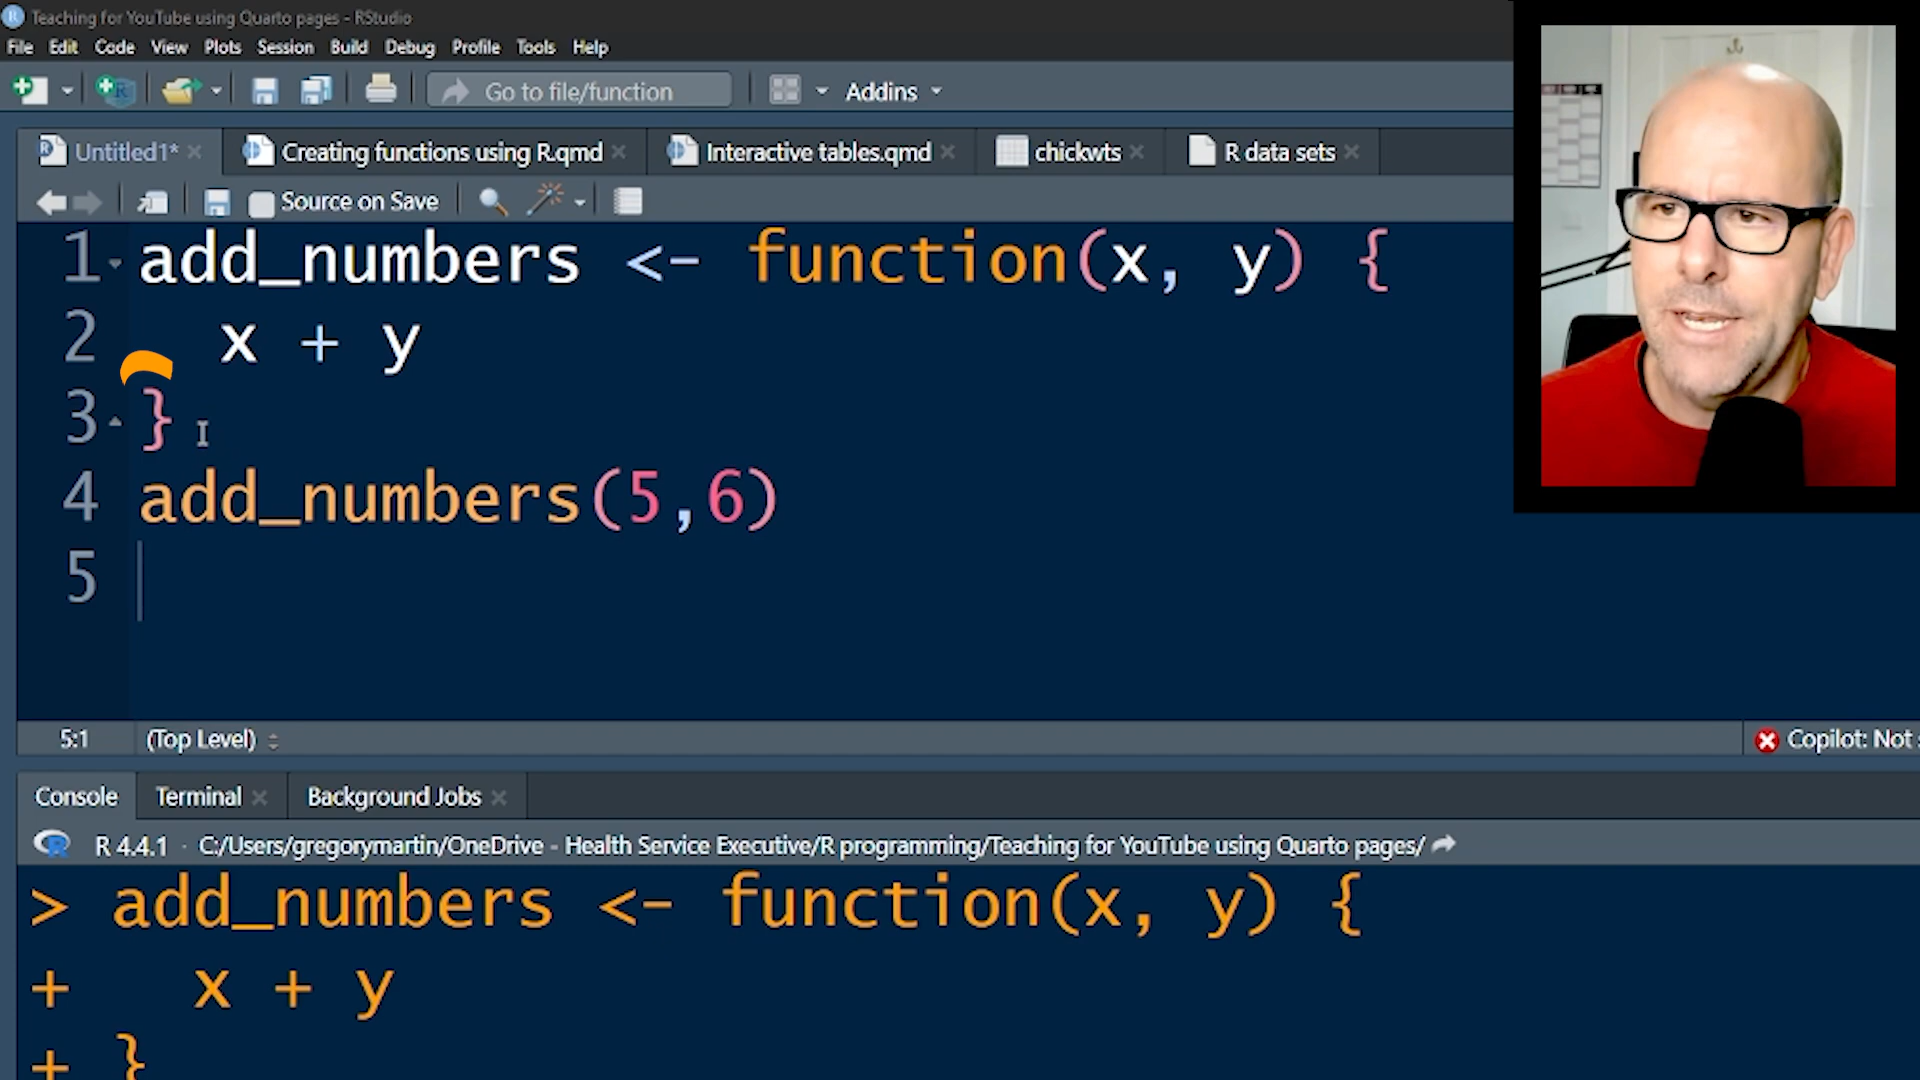 Teaching for YouTube using Quarto pages - RStudio
File Edit Code View Plots Session Build Debug Profile Tools Help
Go to file/function Addins
Untitled1* Creating functions using R.qmd Interactive tables.qmd chickwts R data sets
Source on Save
1 add_numbers <- function(x, y) {
2 x + y
3 }
4 add_numbers(5,6)
5
5:1 (Top Level) Copilot: Not
Console Terminal Background Jobs
R 4.4.1 · C:/Users/gregorymartin/OneDrive - Health Service Executive/R programming/Teaching for YouTube using Quarto pages/
> add_numbers <- function(x, y) {
+ x + y
+ }